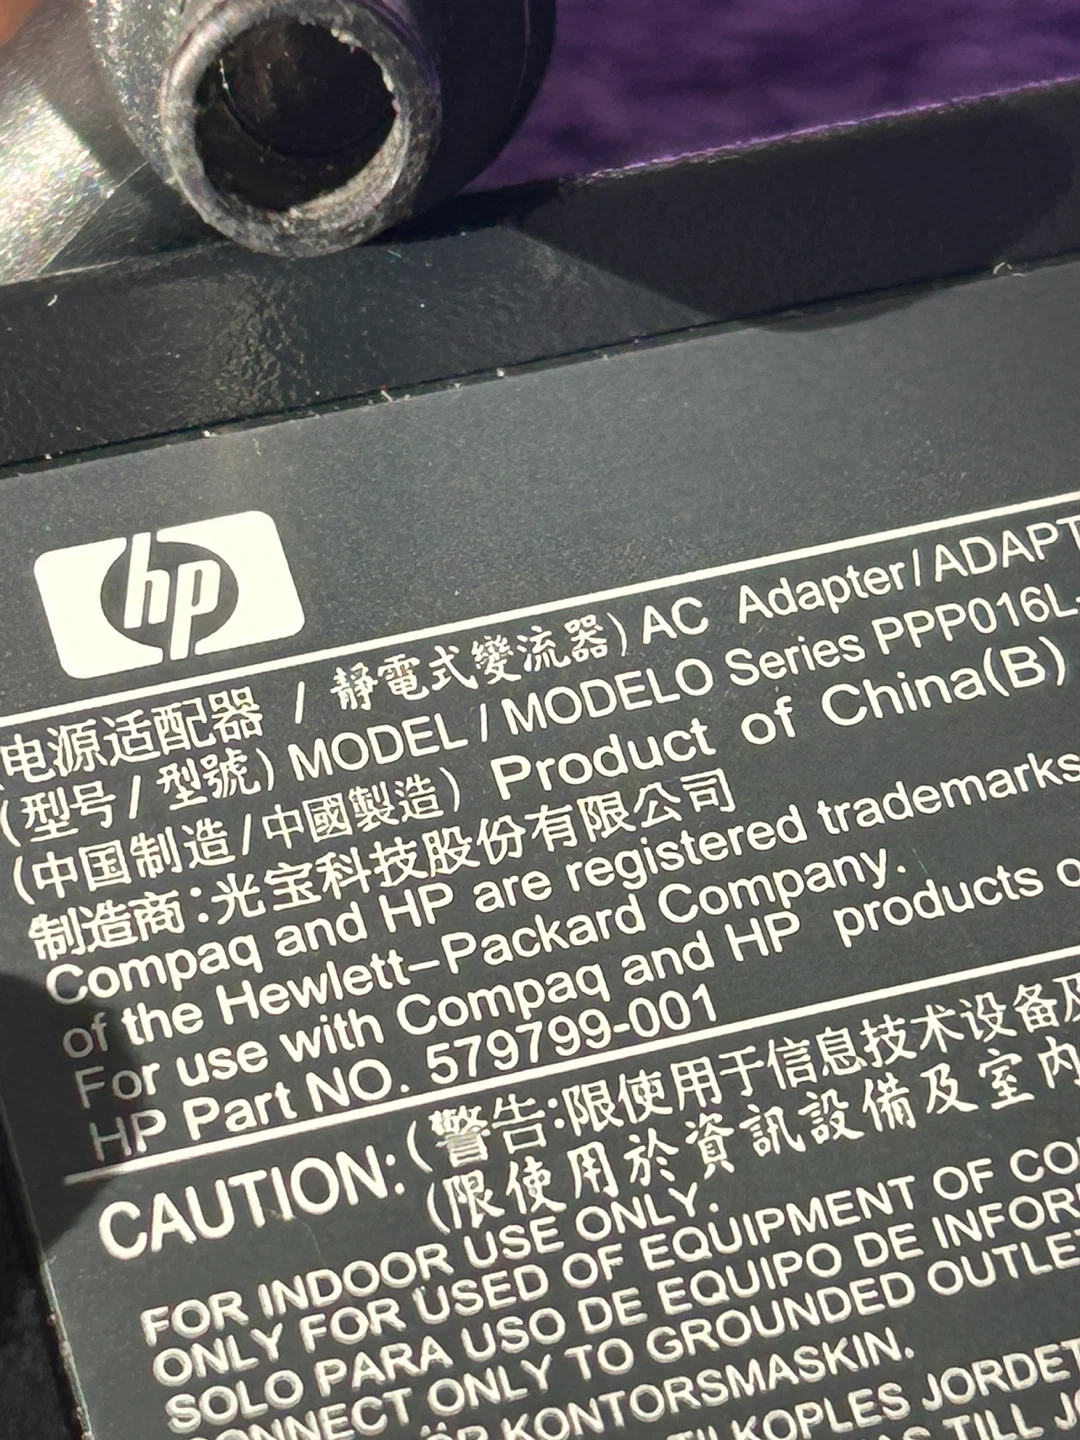 hp
电源适配器 / 靜電式變流器) AC Adapter/ADAPT
(型号/型號) MODEL / MODELO Series PPP016L-
(中国制造/中國製造) Product of China(B)
制造商:光宝科技股份有限公司
Compaq and HP are registered trademarks
of the Hewlett-Packard Company.
For use with Compaq and HP products o
HP Part NO. 579799-001
CAUTION: (警告:限使用于信息技术设备及
(限使用於資訊設備及室內
FOR INDOOR USE ONLY.
ONLY FOR USED OF EQUIPMENT OF CO
SOLO PARA USO DE EQUIPO DE INFOR
CONNECT ONLY TO GROUNDED OUTLE
KONTORSMASKIN.
TILKOPLES JORDET
TILL